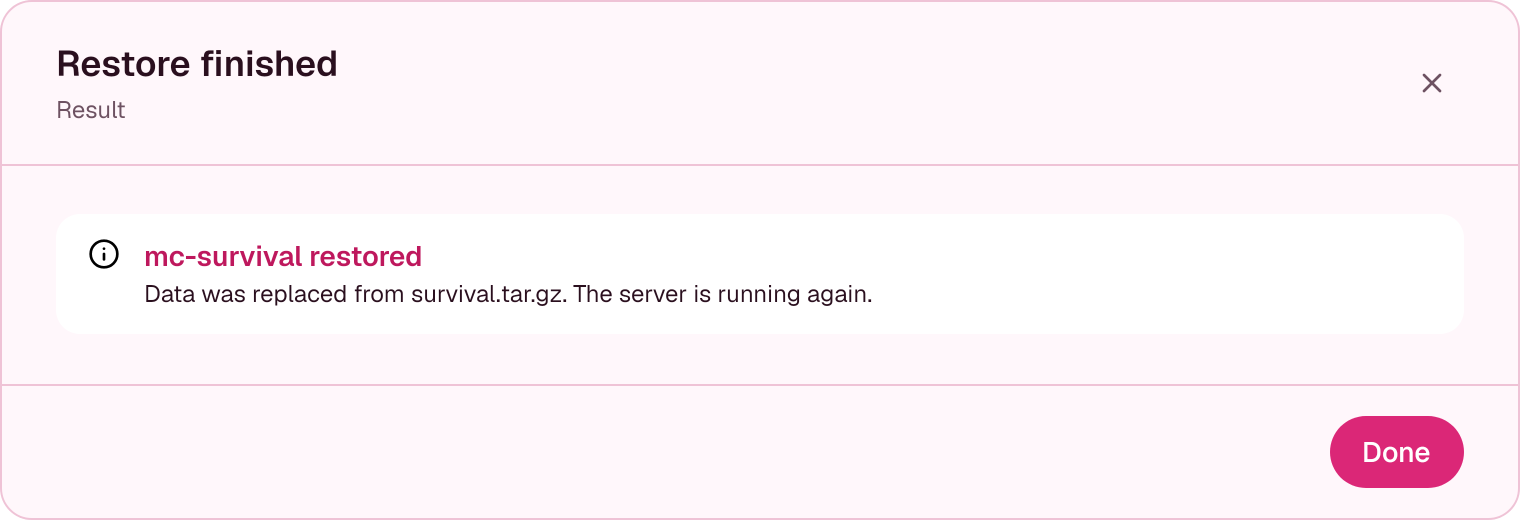 Restore finished
Result
mc-survival restored
Data was replaced from survival.tar.gz. The server is running again.
Done